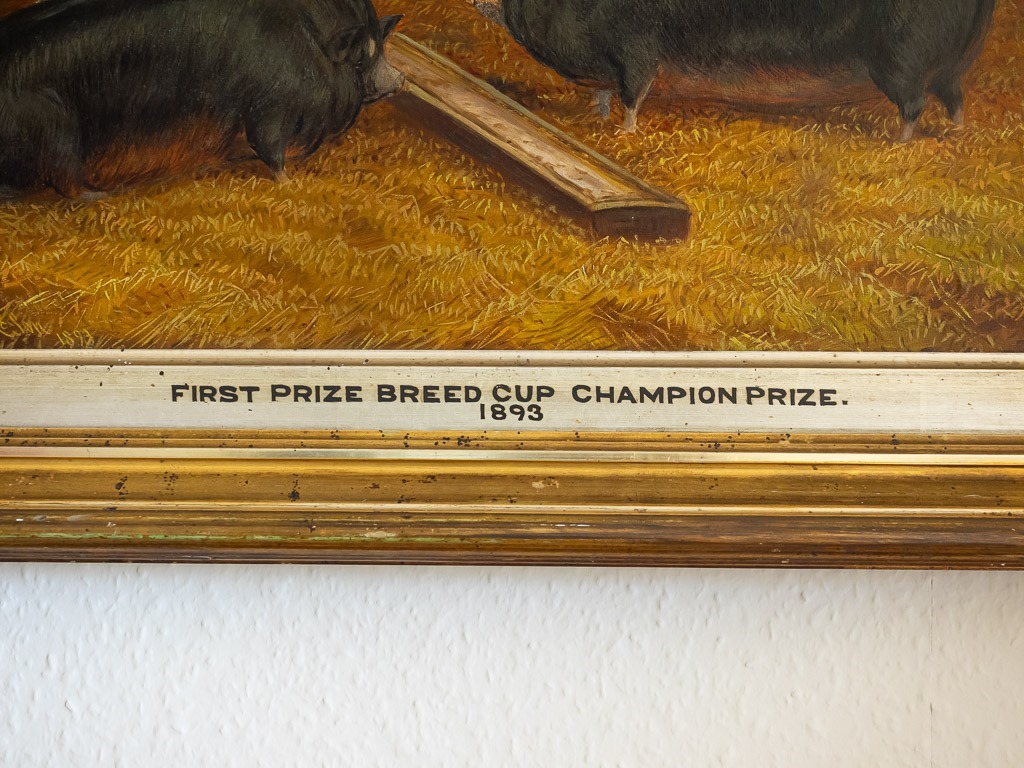 FIRST PRIZE BREED CUP CHAMPION PRIZE.
1893